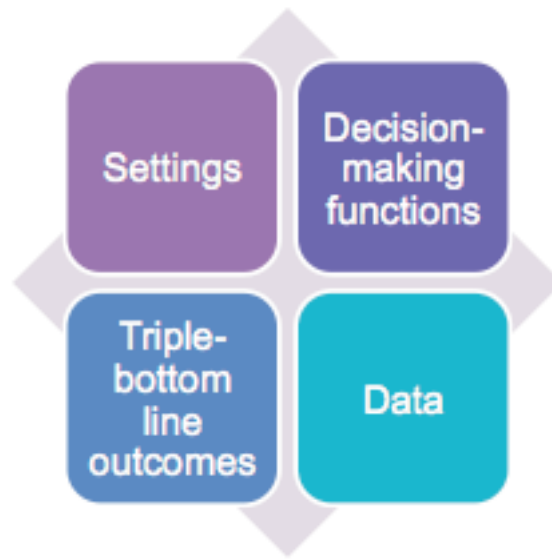 Settings
Decision-
making
functions
Triple-
bottom
line
outcomes
Data